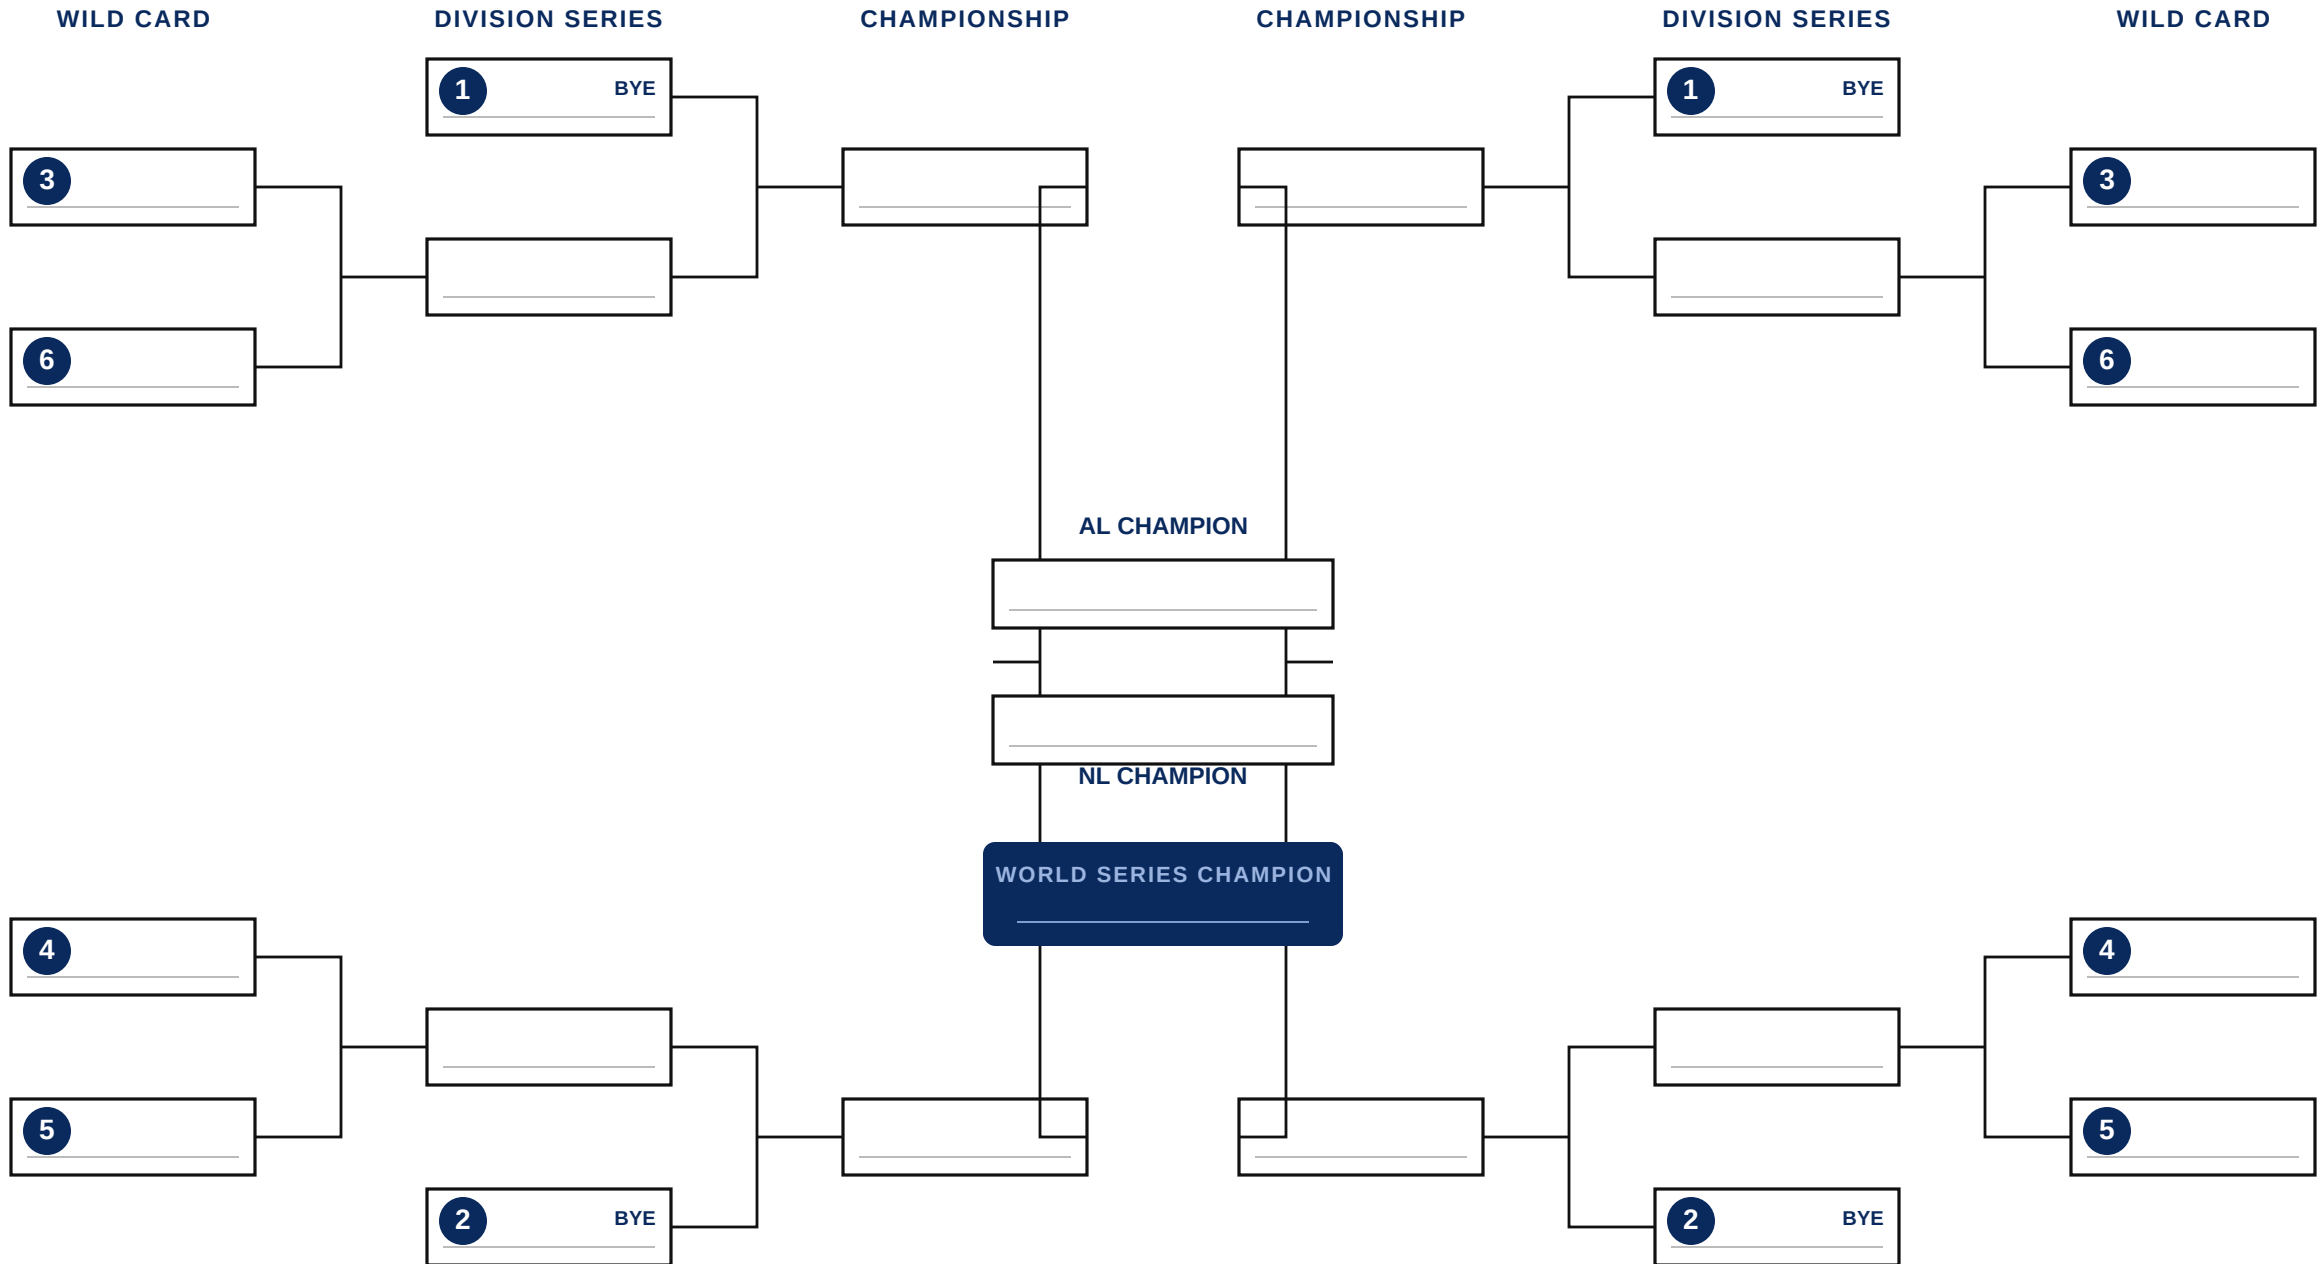 WILD CARD
DIVISION SERIES
CHAMPIONSHIP
CHAMPIONSHIP
DIVISION SERIES
WILD CARD
1 BYE
1 BYE
3
3
6
6
AL CHAMPION
NL CHAMPION
WORLD SERIES CHAMPION
4
4
5
5
2 BYE
2 BYE